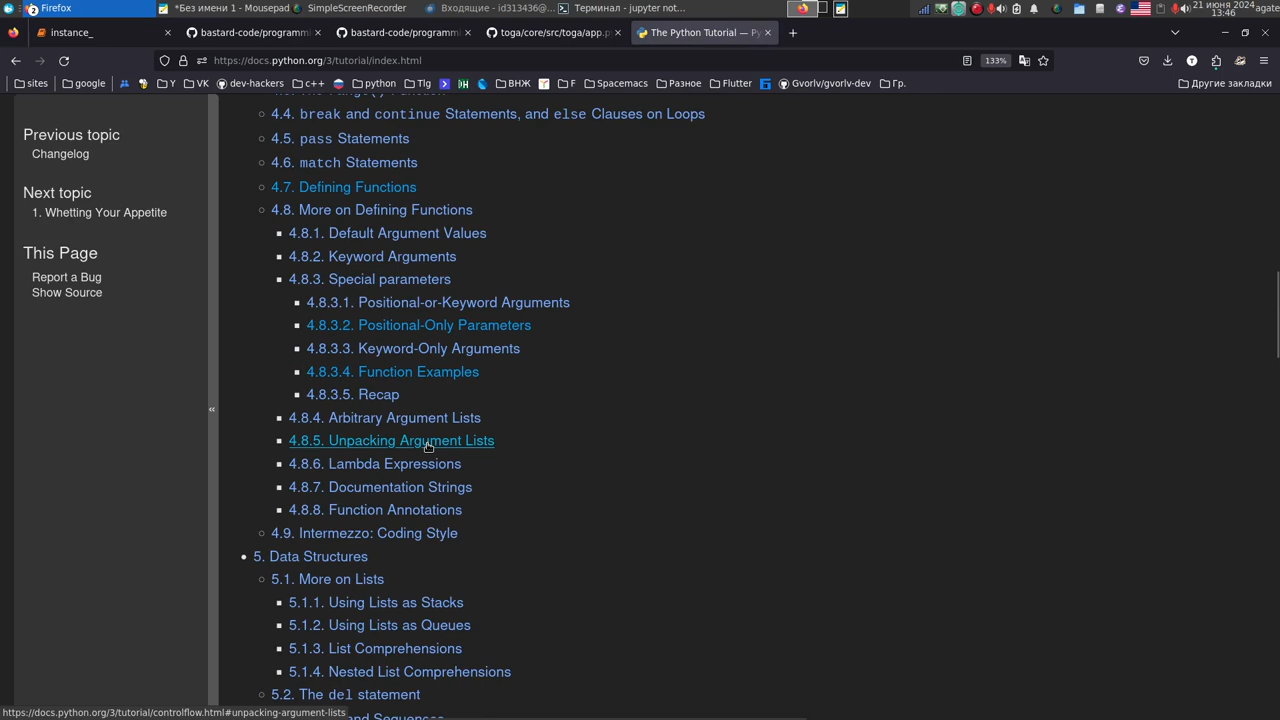 Firefox
2
*Без имени 1 - Mousepad
SimpleScreenRecorder
Входящие - id313436@...
Терминал - jupyter not...
21 июня 2024
13:46
agate
instance_
bastard-code/programmi
bastard-code/programmi
toga/core/src/toga/app.p
The Python Tutorial — Py
https://docs.python.org/3/tutorial/index.html
133%
sites
google
Y
VK
dev-hackers
c++
python
Tlg
ВНЖ
F
Spacemacs
Разное
Flutter
Gvorlv/gvorlv-dev
Гр.
Другие закладки
Previous topic
Changelog
Next topic
1. Whetting Your Appetite
This Page
Report a Bug
Show Source
«
4.4. break and continue Statements, and else Clauses on Loops
4.5. pass Statements
4.6. match Statements
4.7. Defining Functions
4.8. More on Defining Functions
4.8.1. Default Argument Values
4.8.2. Keyword Arguments
4.8.3. Special parameters
4.8.3.1. Positional-or-Keyword Arguments
4.8.3.2. Positional-Only Parameters
4.8.3.3. Keyword-Only Arguments
4.8.3.4. Function Examples
4.8.3.5. Recap
4.8.4. Arbitrary Argument Lists
4.8.5. Unpacking Argument Lists
4.8.6. Lambda Expressions
4.8.7. Documentation Strings
4.8.8. Function Annotations
4.9. Intermezzo: Coding Style
5. Data Structures
5.1. More on Lists
5.1.1. Using Lists as Stacks
5.1.2. Using Lists as Queues
5.1.3. List Comprehensions
5.1.4. Nested List Comprehensions
5.2. The del statement
https://docs.python.org/3/tutorial/controlflow.html#unpacking-argument-lists